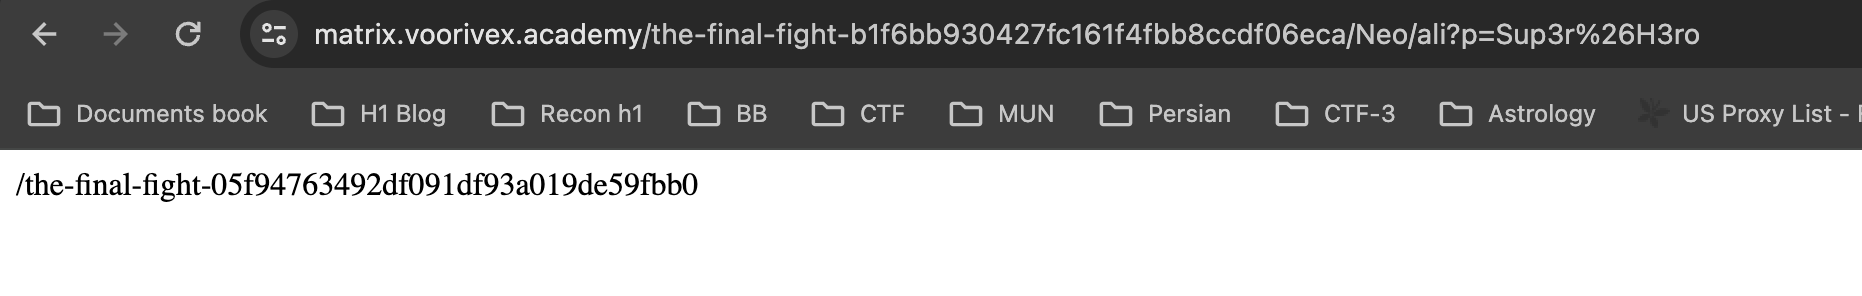 matrix.voorivex.academy/the-final-fight-b1f6bb930427fc161f4fbb8ccdf06eca/Neo/ali?p=Sup3r%26H3ro
Documents book H1 Blog Recon h1 BB CTF MUN Persian CTF-3 Astrology US Proxy List -
/the-final-fight-05f94763492df091df93a019de59fbb0